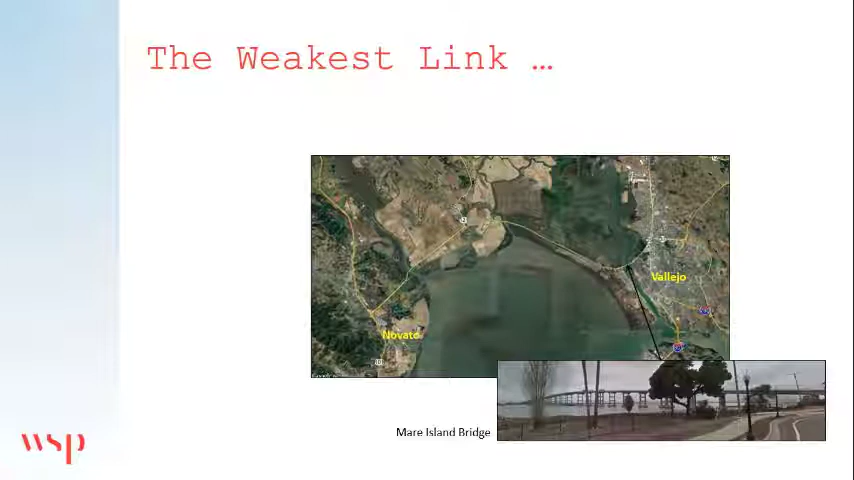 The Weakest Link …
Vallejo
Novato
Mare Island Bridge
wsp